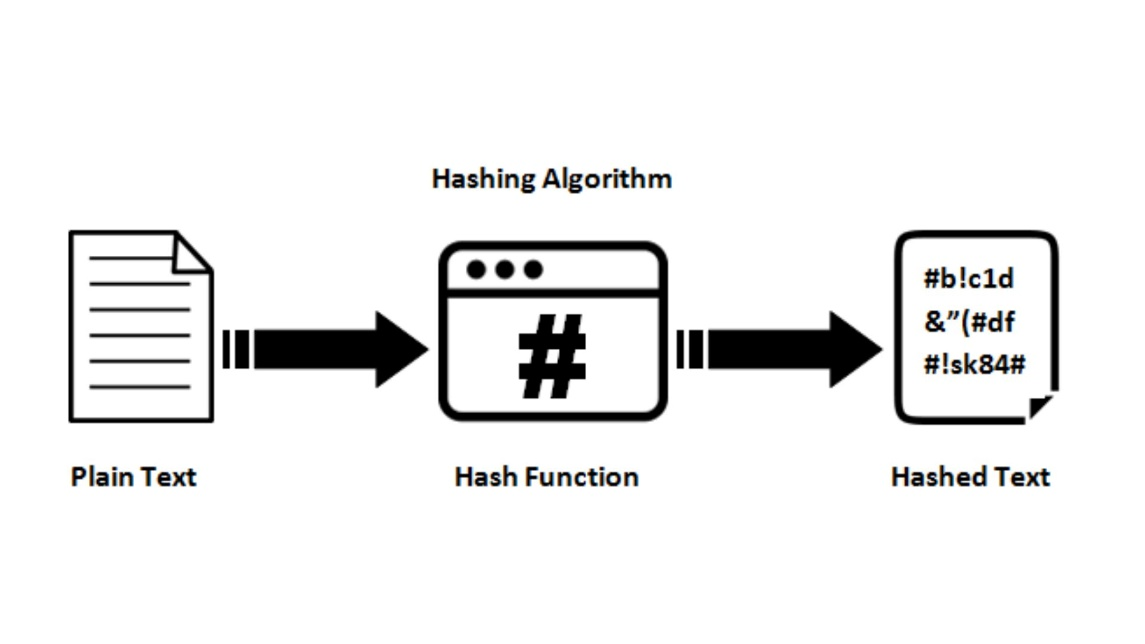 Hashing Algorithm
#
#b!c1d
&”(#df
#!sk84#
Plain Text
Hash Function
Hashed Text